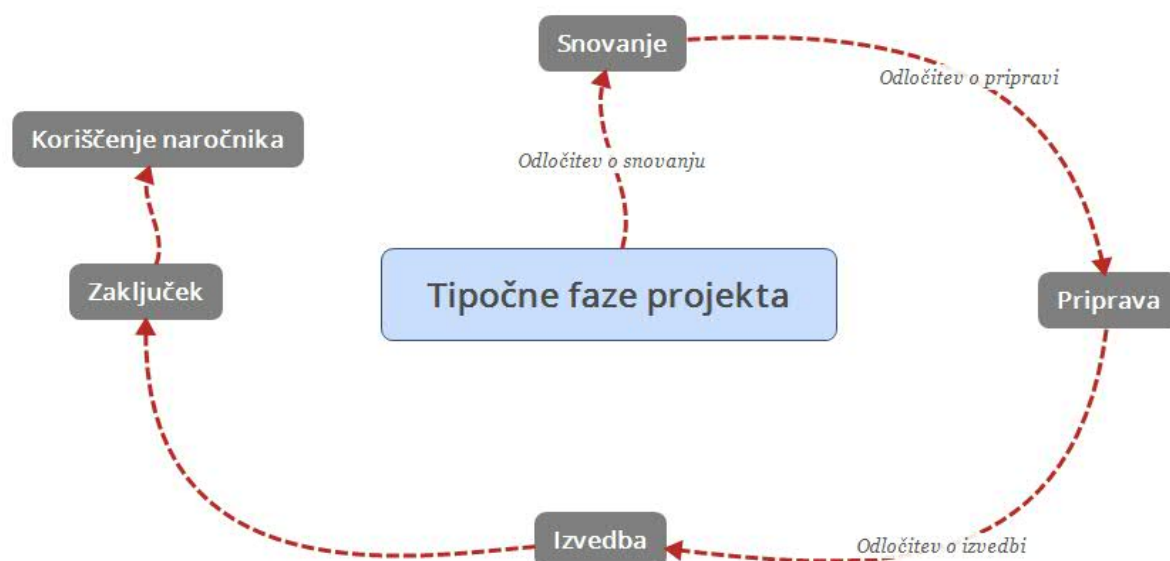 Snovanje
Odločitev o pripravi
Koriščenje naročnika
Odločitev o snovanju
Zaključek
Tipočne faze projekta
Priprava
Izvedba
Odločitev o izvedbi